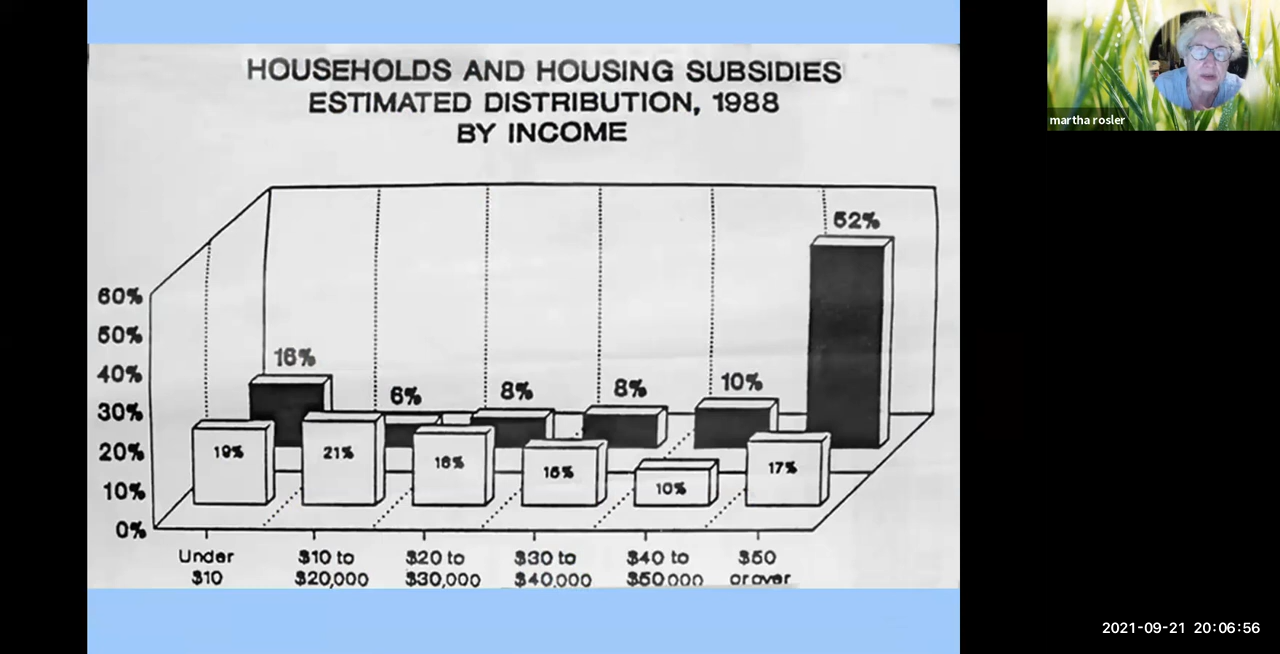 HOUSEHOLDS AND HOUSING SUBSIDIES
ESTIMATED DISTRIBUTION, 1988
BY INCOME
52%
60%
50%
40%
30%
20%
10%
0%
16%
6%
8%
8%
10%
19%
21%
18%
15%
10%
17%
Under
$10
$10 to
$20,000
$20 to
$30,000
$30 to
$40,000
$40 to
$50,000
$50
or over
martha rosler
2021-09-21 20:06:56